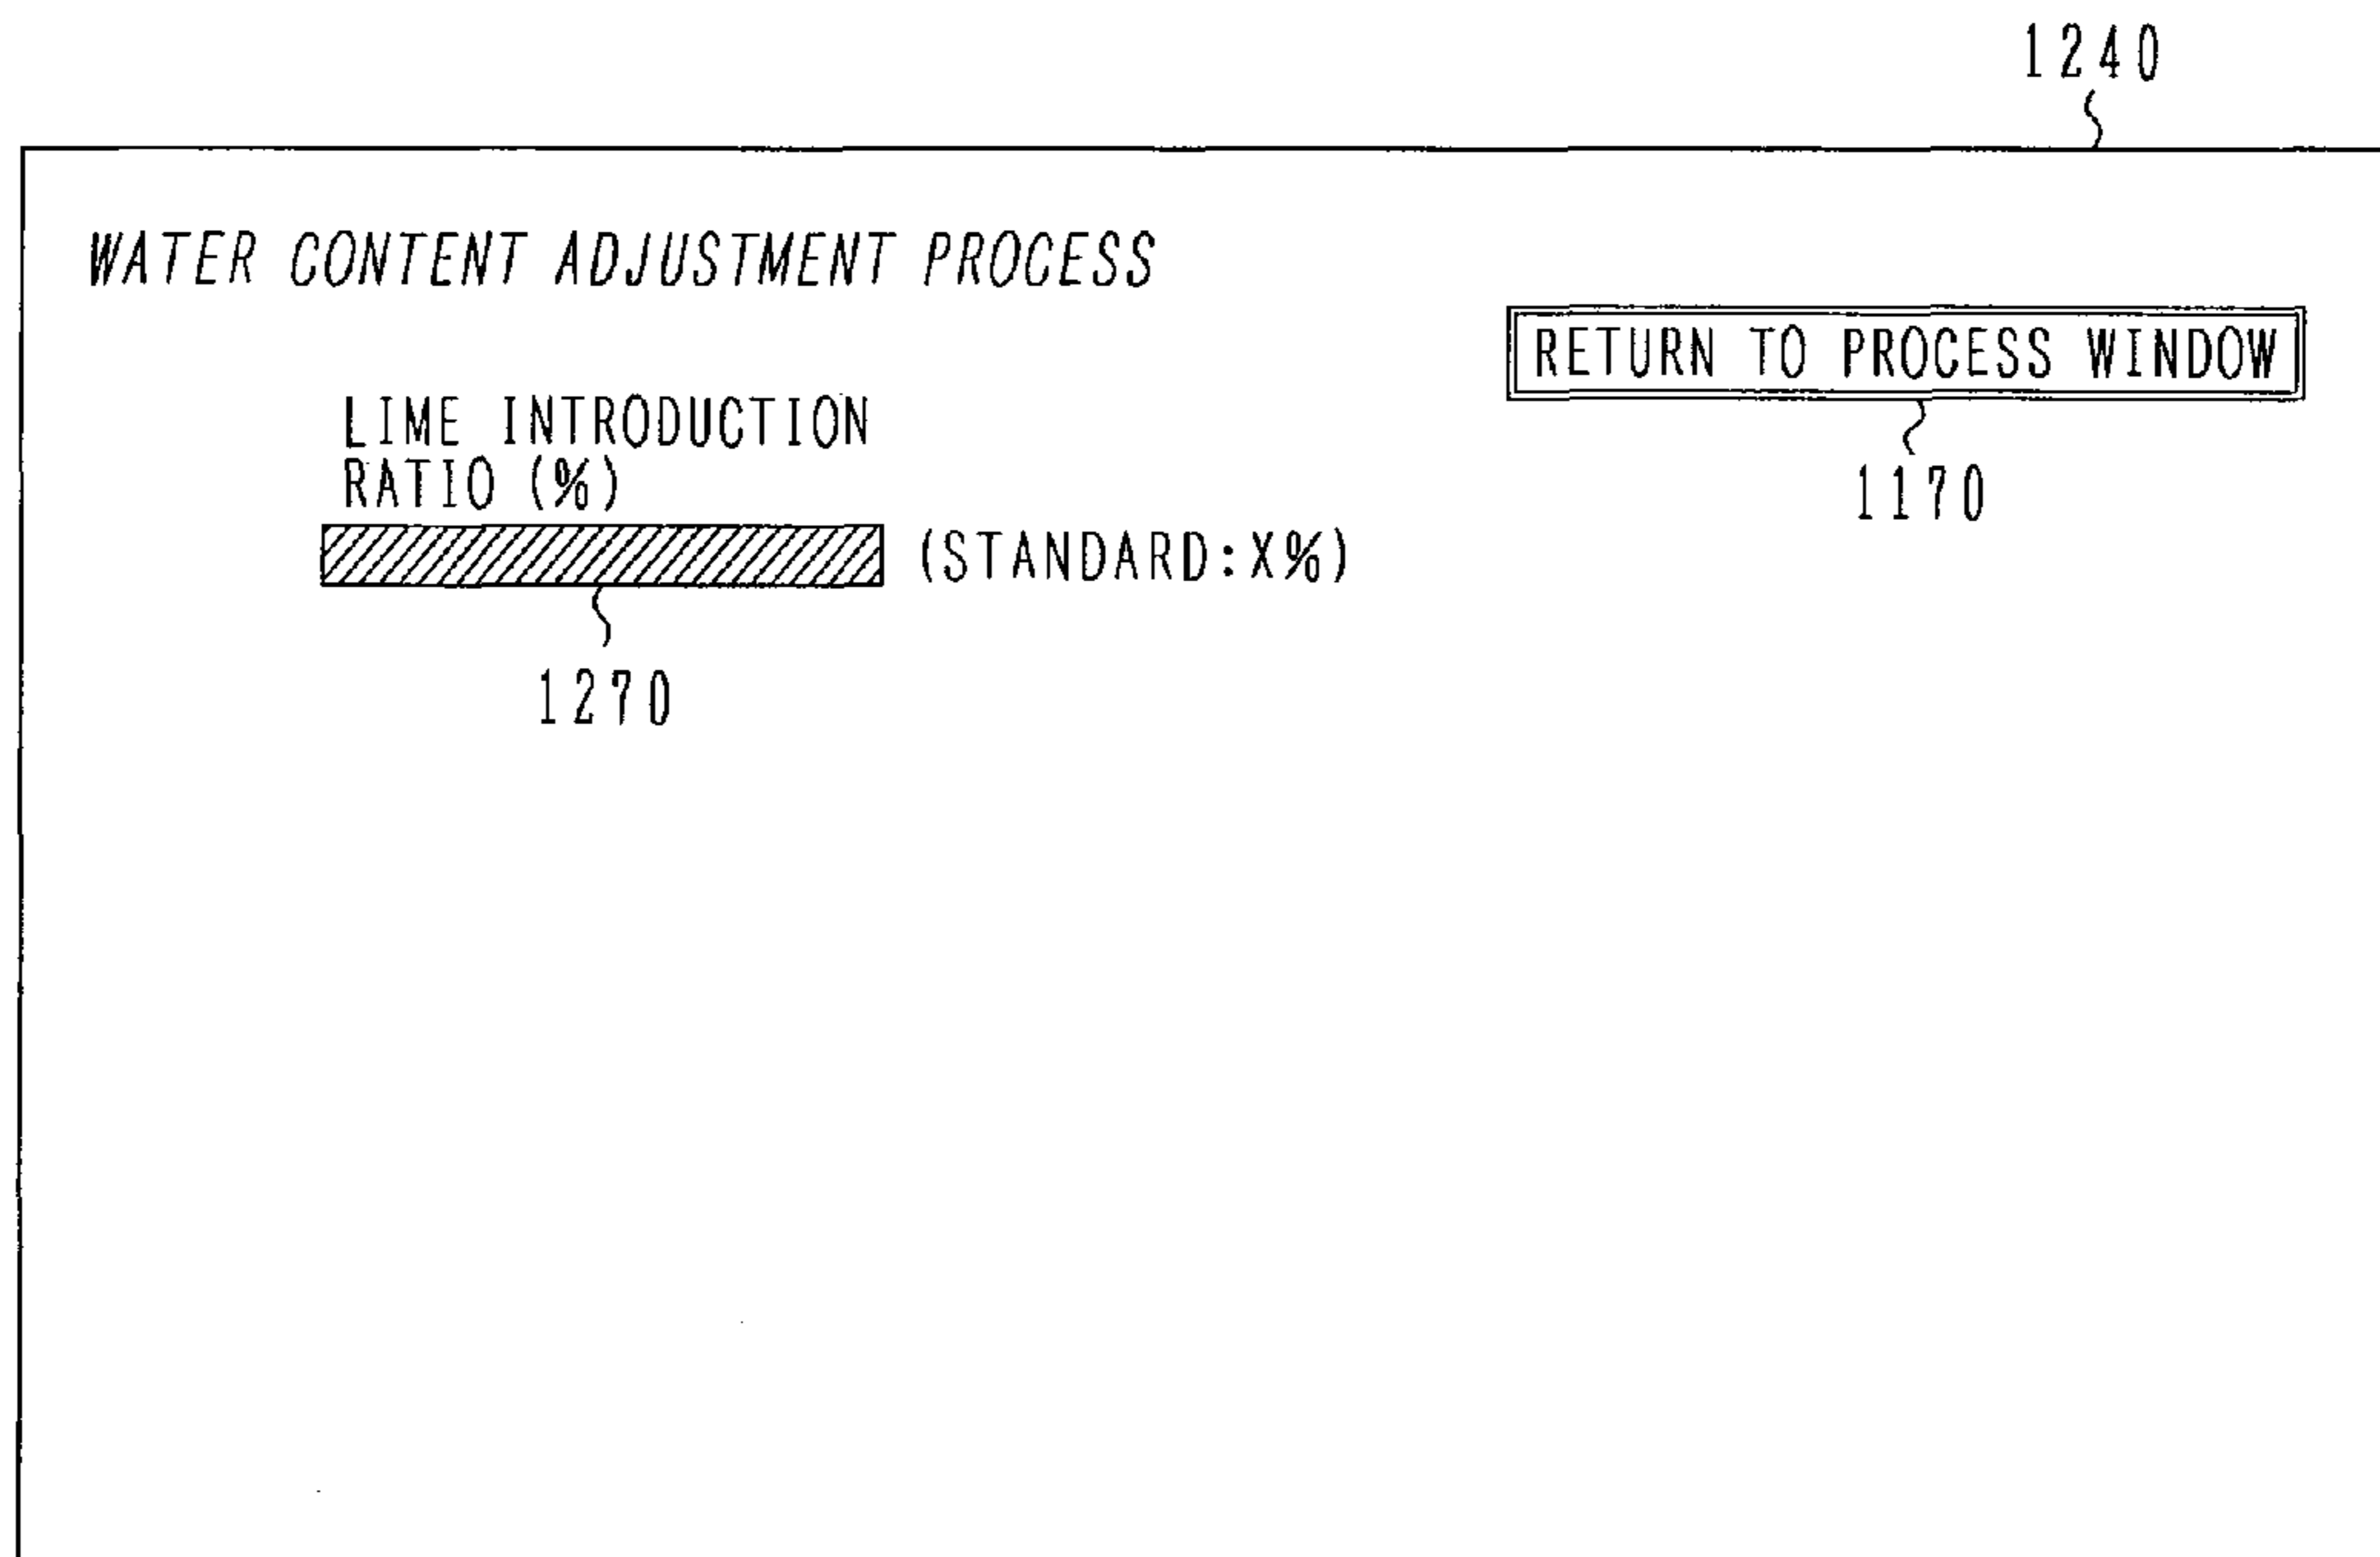 1240
WATER CONTENT ADJUSTMENT PROCESS
RETURN TO PROCESS WINDOW
1170
LIME INTRODUCTION
RATIO (%)
(STANDARD:X%)
1270